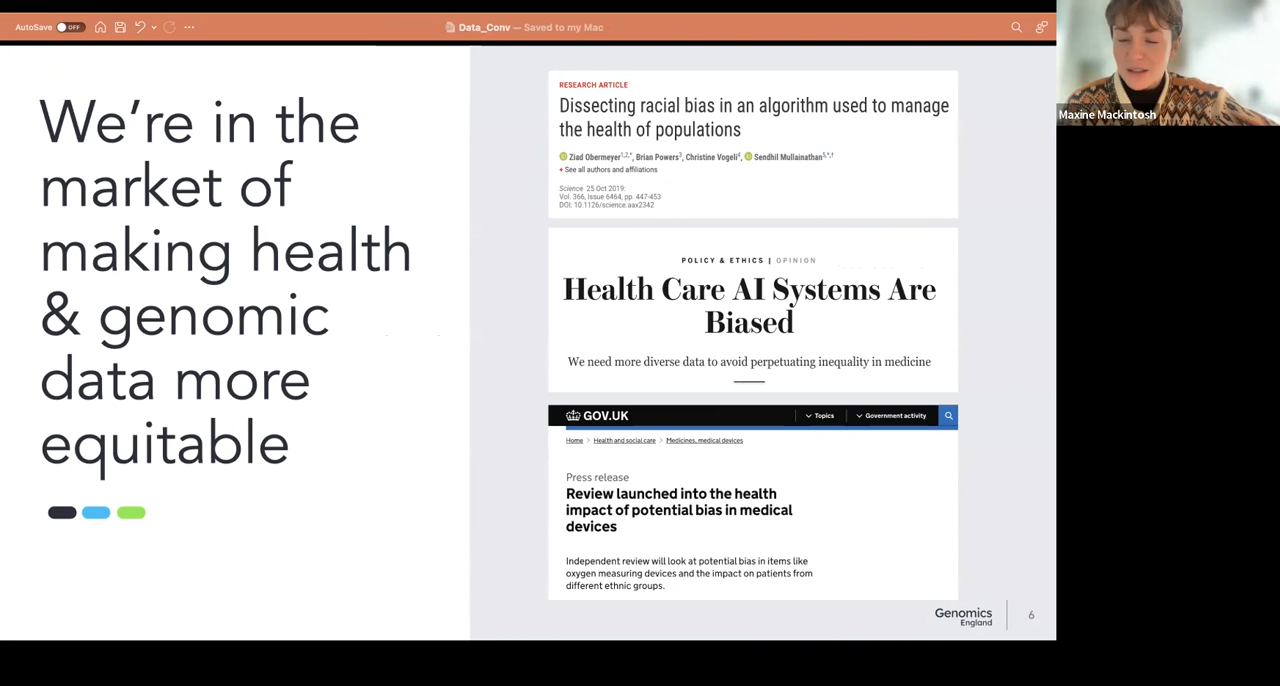 AutoSave OFF
Data_Conv — Saved to my Mac
We're in the
market of
making health
& genomic
data more
equitable
RESEARCH ARTICLE
Dissecting racial bias in an algorithm used to manage
the health of populations
Ziad Obermeyer1,2,*, Brian Powers3, Christine Vogeli4, Sendhil Mullainathan5,*,†
+ See all authors and affiliations
Science 25 Oct 2019:
Vol. 366, Issue 6464, pp. 447-453
DOI: 10.1126/science.aax2342
POLICY & ETHICS | OPINION
Health Care AI Systems Are
Biased
We need more diverse data to avoid perpetuating inequality in medicine
GOV.UK
Topics
Government activity
Home > Health and social care > Medicines, medical devices
Press release
Review launched into the health
impact of potential bias in medical
devices
Independent review will look at potential bias in items like
oxygen measuring devices and the impact on patients from
different ethnic groups.
Genomics
England
6
Maxine Mackintosh